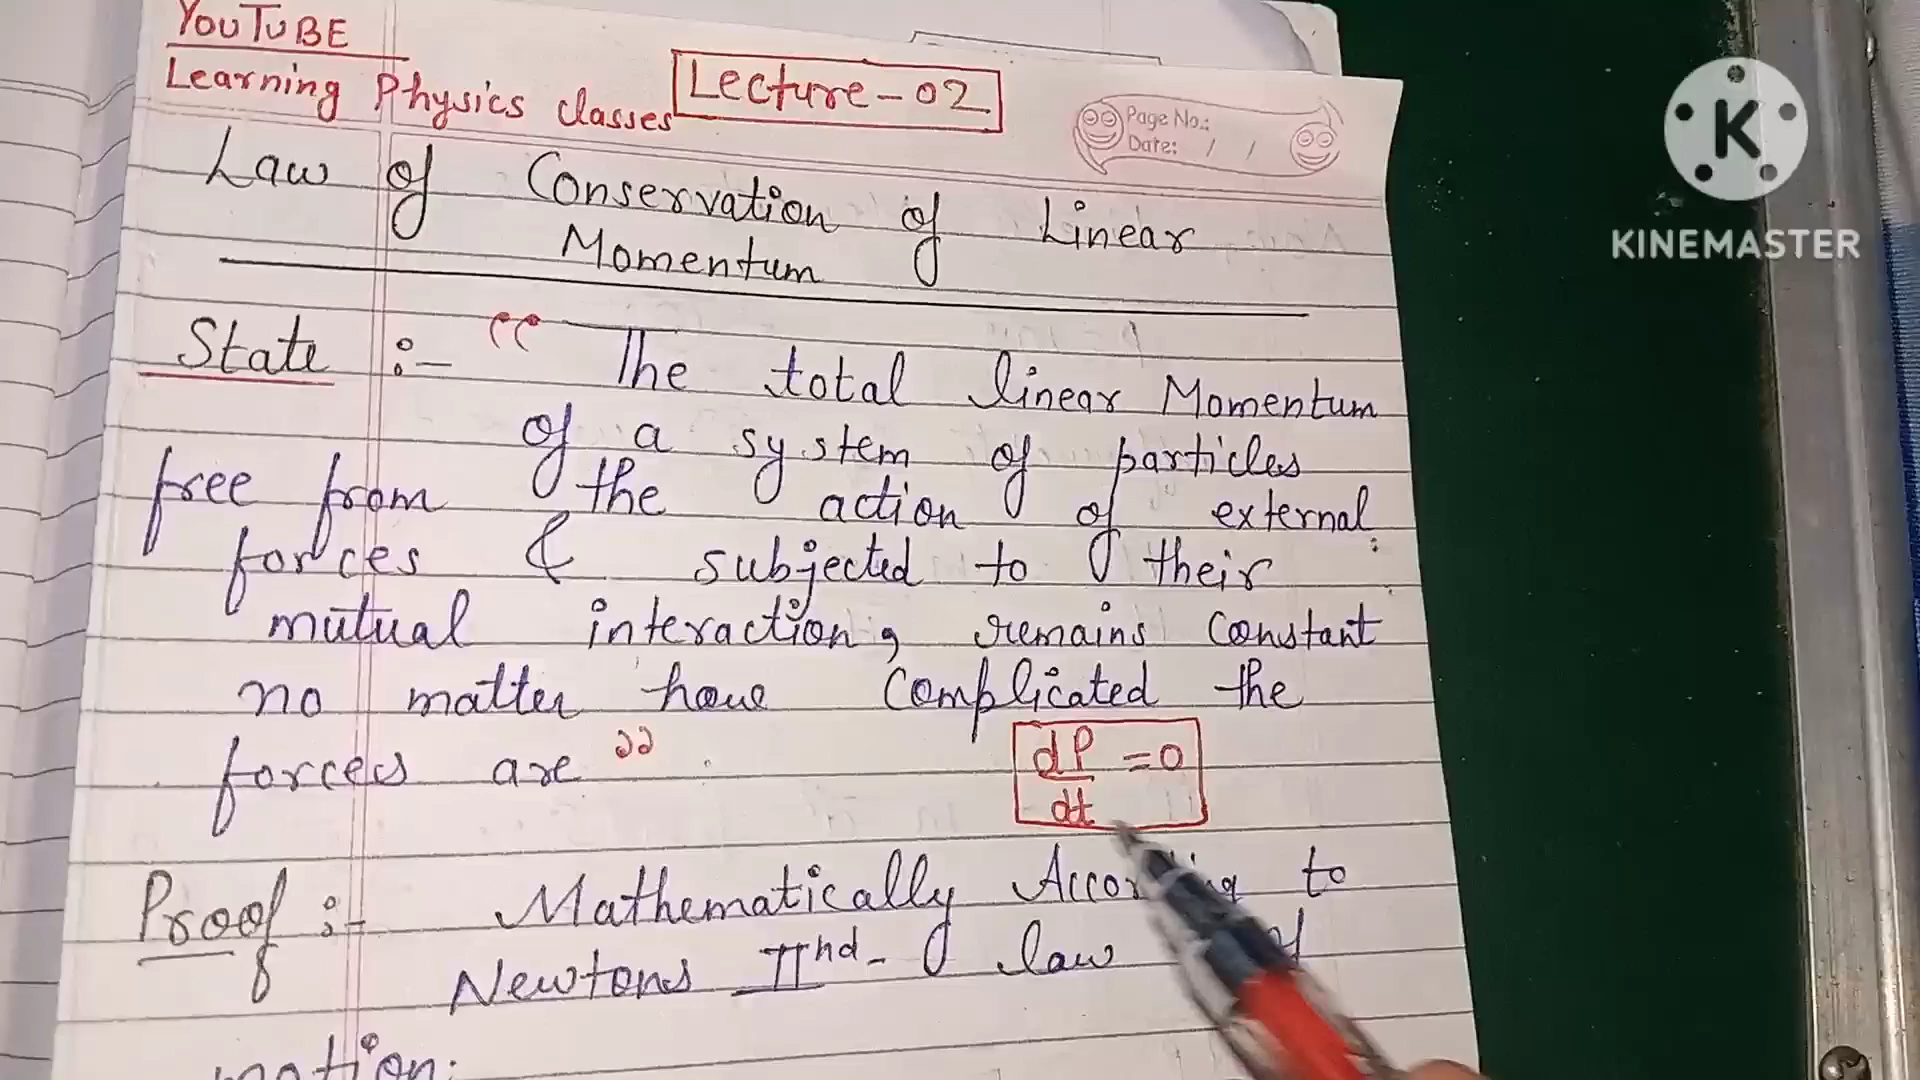 YOUTUBE
Learning Physics classes
Lecture-02
Page No.:
Date: / /
K
KINEMASTER
Law of Conservation of Linear
Momentum
State :- " The total linear Momentum
of a system of particles
free from the action of external
forces & subjected to their
mutual interaction, remains constant
no matter how complicated the
forces are "
dP/dt = 0
Proof :- Mathematically According to
Newtons IInd law of
motion.